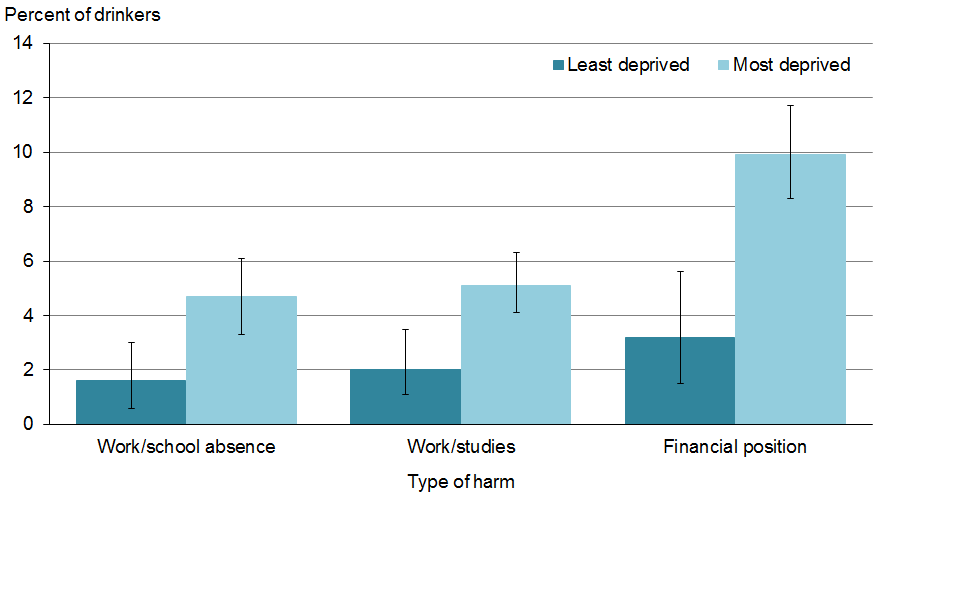 Percent of drinkers
14
Least deprived
Most deprived
12
10
8
6
4
2
0
Work/school absence
Work/studies
Financial position
Type of harm